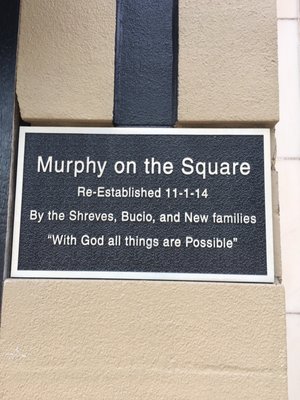 Murphy on the Square
Re-Established 11-1-14
By the Shreves, Bucio, and New families
“With God all things are Possible”